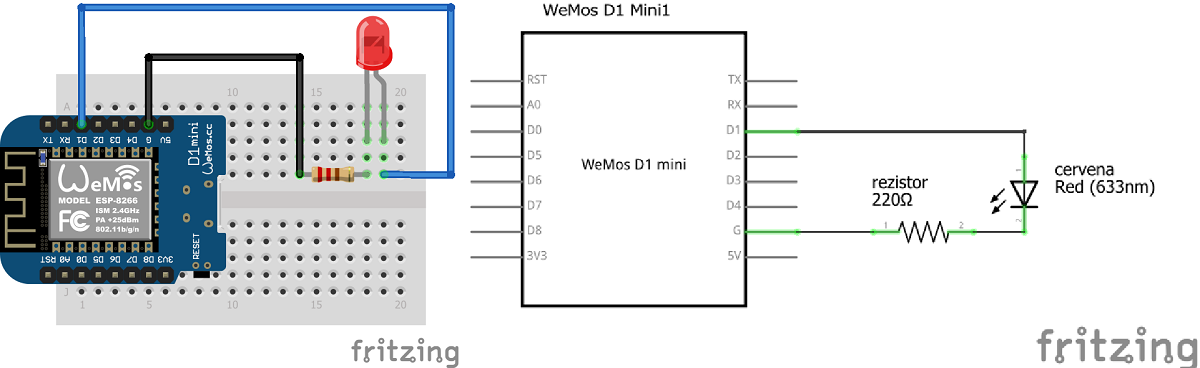 10
15
20
A
TX
RX
D1
D2
D3
D4
G
5V
D1mini
WeMos.cc
WeMos
MODEL ESP-8266
ISM 2.4GHz
PA +25dBm
802.11b/g/n
FC
RESET
RST
A0
D0
D5
D6
D7
D8
3V3
J
1
5
10
15
20
fritzing
WeMos D1 Mini1
RST
A0
D0
D5
D6
D7
D8
3V3
WeMos D1 mini
TX
RX
D1
D2
D3
D4
G
5V
rezistor
220Ω
1
2
1
2
cervena
Red (633nm)
fritzing